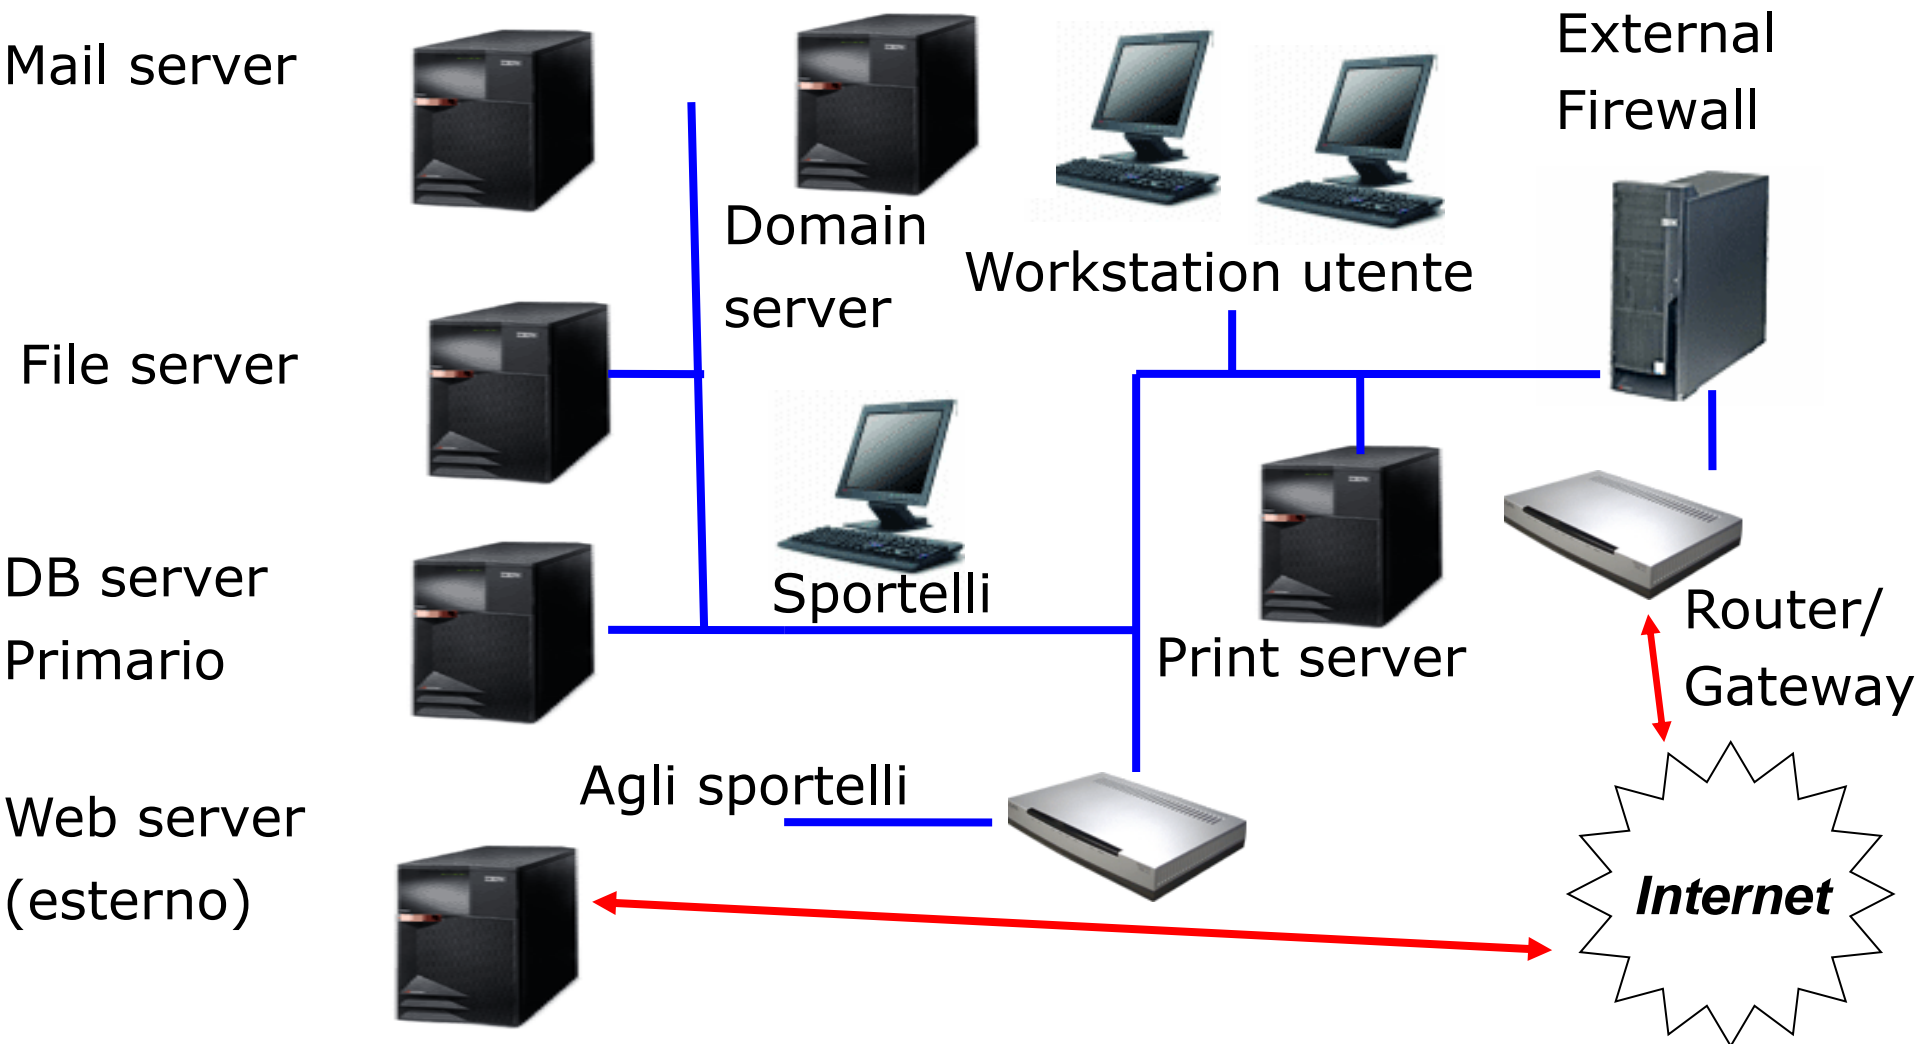 Mail server
External
Firewall
Domain
server
Workstation utente
File server
DB server
Primario
Sportelli
Print server
Router/
Gateway
Agli sportelli
Web server
(esterno)
Internet